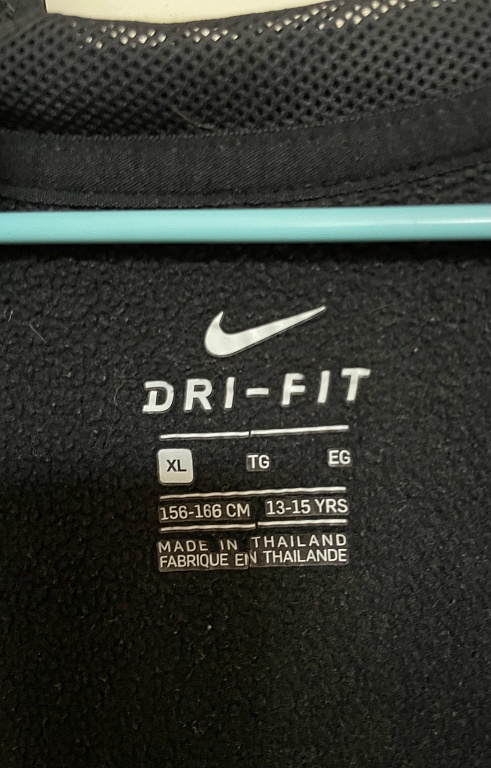 DRI-FIT
XL TG EG
156-166 CM 13-15 YRS
MADE IN THAILAND
FABRIQUE EN THAILANDE